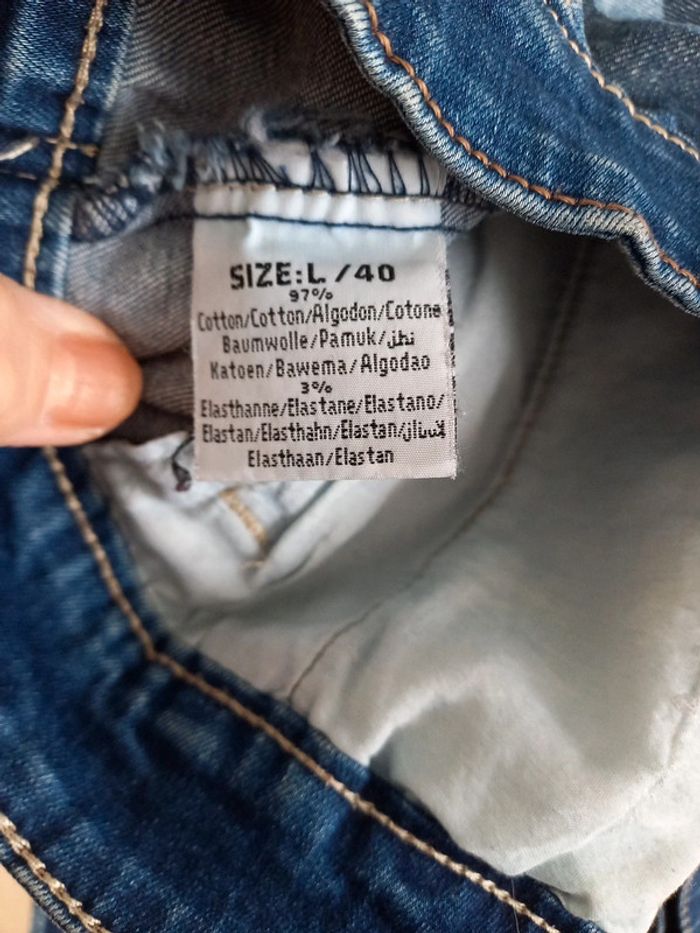 SIZE:L /40
97%
Cotton/Cotton/Algodon/Cotone
Baumwolle/Pamuk/
Katoen/Bawema/Algodao
3%
Elasthanne/Elastane/Elastano/
Elastan/Elasthahn/Elastan/
Elasthaan/Elastan